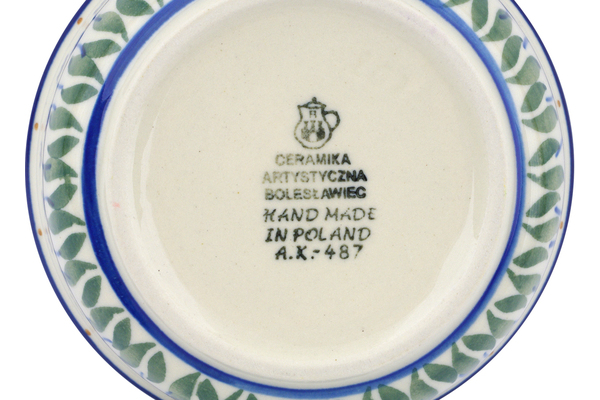 CERAMIKA
ARTYSTYCZNA
BOLESŁAWIEC
HAND MADE
IN POLAND
A.K.-487